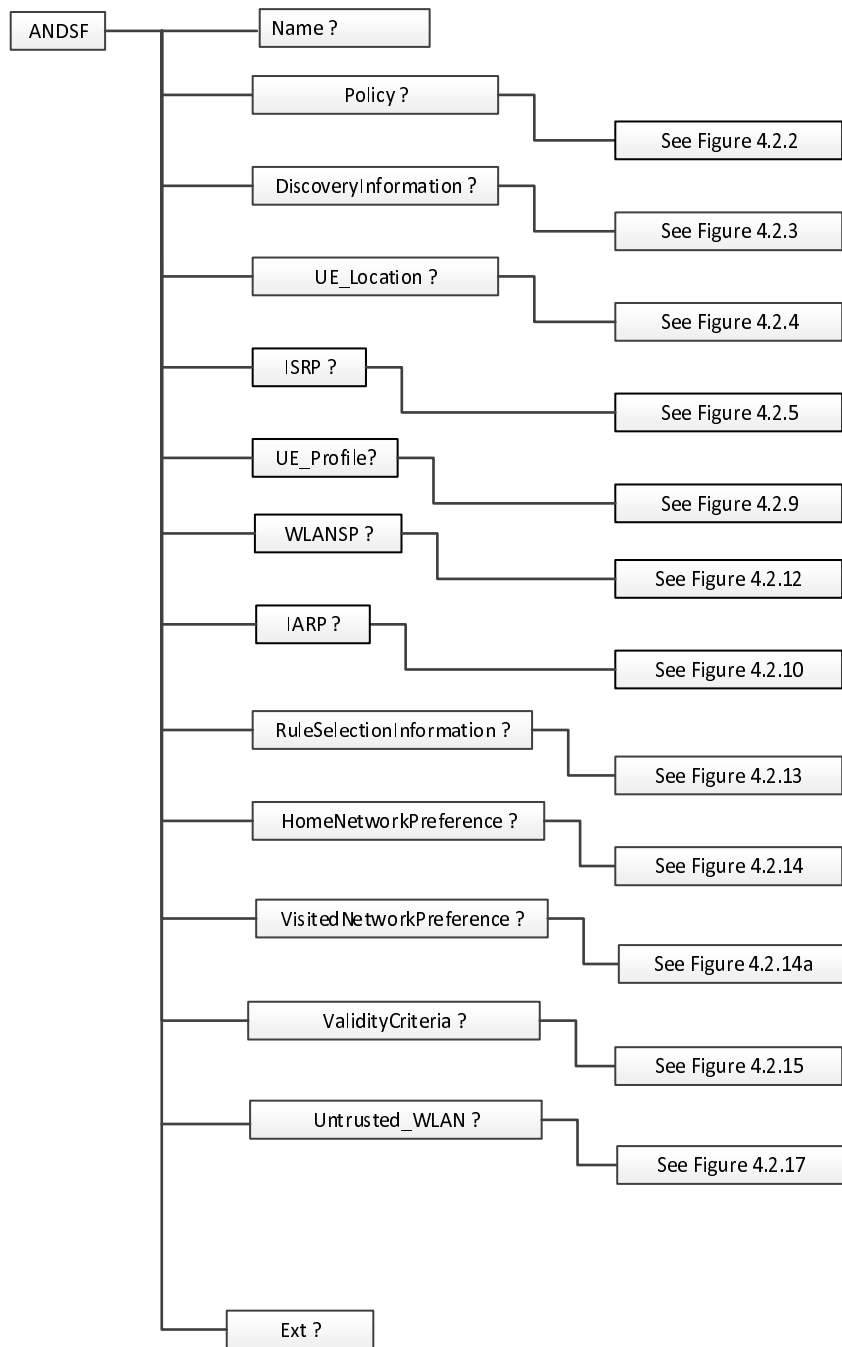 ANDSF
Name ?
Policy ?
See Figure 4.2.2
DiscoveryInformation ?
See Figure 4.2.3
UE_Location ?
See Figure 4.2.4
ISRP ?
See Figure 4.2.5
UE_Profile?
See Figure 4.2.9
WLANSP ?
See Figure 4.2.12
IARP ?
See Figure 4.2.10
RuleSelectionInformation ?
See Figure 4.2.13
HomeNetworkPreference ?
See Figure 4.2.14
VisitedNetworkPreference ?
See Figure 4.2.14a
ValidityCriteria ?
See Figure 4.2.15
Untrusted_WLAN ?
See Figure 4.2.17
Ext ?